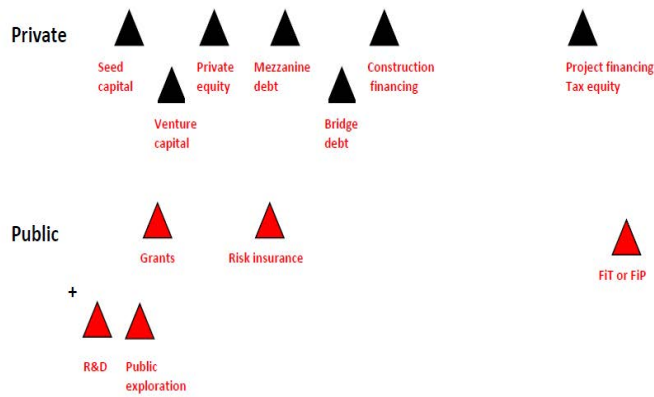 Private
Seed
capital
Private
equity
Mezzanine
debt
Construction
financing
Project financing
Tax equity
Venture
capital
Bridge
debt
Public
Grants
Risk insurance
FiT or FiP
+
R&D
Public
exploration